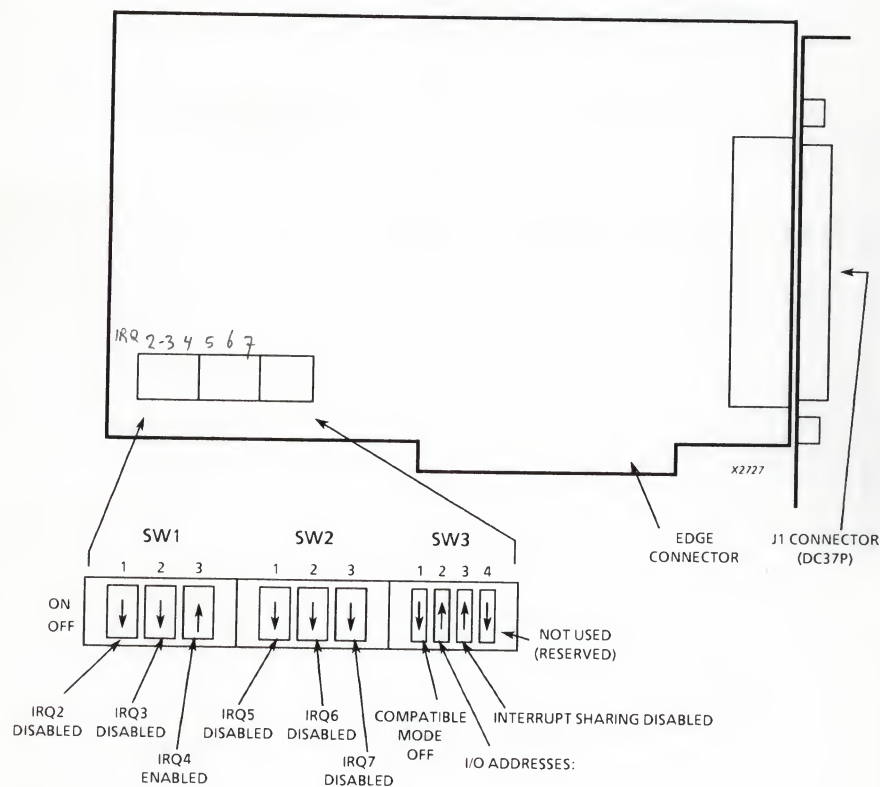 IRQ 2-3 4 5 6 7
X2727
EDGE
CONNECTOR
J1 CONNECTOR
(DC37P)
SW1 SW2 SW3
1 2 3 1 2 3 1 2 3 4
ON
OFF
NOT USED
(RESERVED)
IRQ2
DISABLED
IRQ3
DISABLED
IRQ4
ENABLED
IRQ5
DISABLED
IRQ6
DISABLED
IRQ7
DISABLED
COMPATIBLE
MODE
OFF
INTERRUPT SHARING DISABLED
I/O ADDRESSES: